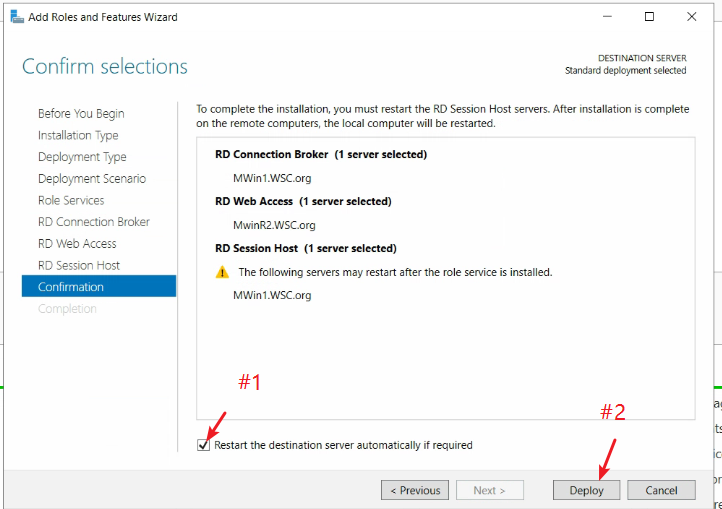 Add Roles and Features Wizard
Confirm selections
DESTINATION SERVER
Standard deployment selected
Before You Begin
Installation Type
Deployment Type
Deployment Scenario
Role Services
RD Connection Broker
RD Web Access
RD Session Host
Confirmation
Completion
To complete the installation, you must restart the RD Session Host servers. After installation is complete
on the remote computers, the local computer will be restarted.
RD Connection Broker (1 server selected)
MWin1.WSC.org
RD Web Access (1 server selected)
MwinR2.WSC.org
RD Session Host (1 server selected)
The following servers may restart after the role service is installed.
MWin1.WSC.org
#1
#2
Restart the destination server automatically if required
< Previous
Next >
Deploy
Cancel